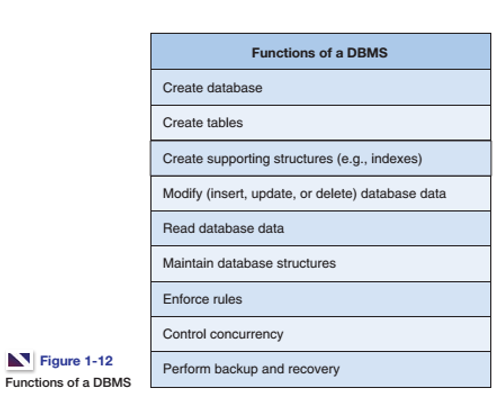 Functions of a DBMS
Create database
Create tables
Create supporting structures (e.g., indexes)
Modify (insert, update, or delete) database data
Read database data
Maintain database structures
Enforce rules
Control concurrency
Perform backup and recovery
Figure 1-12
Functions of a DBMS